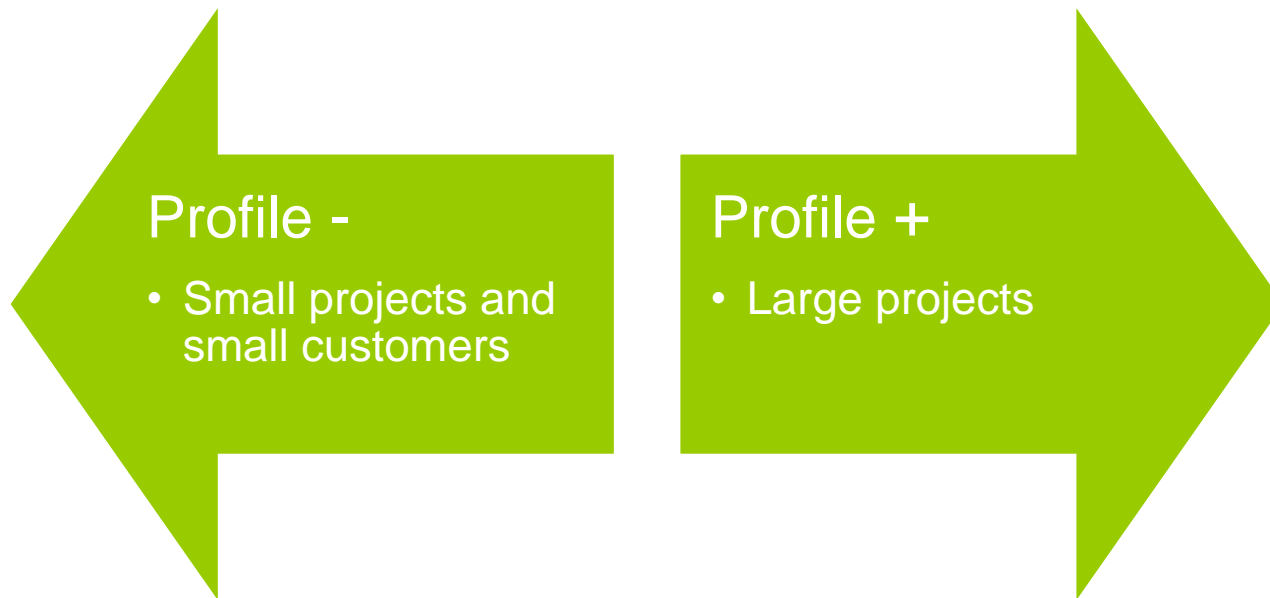 Profile -
• Small projects and
small customers
Profile +
• Large projects